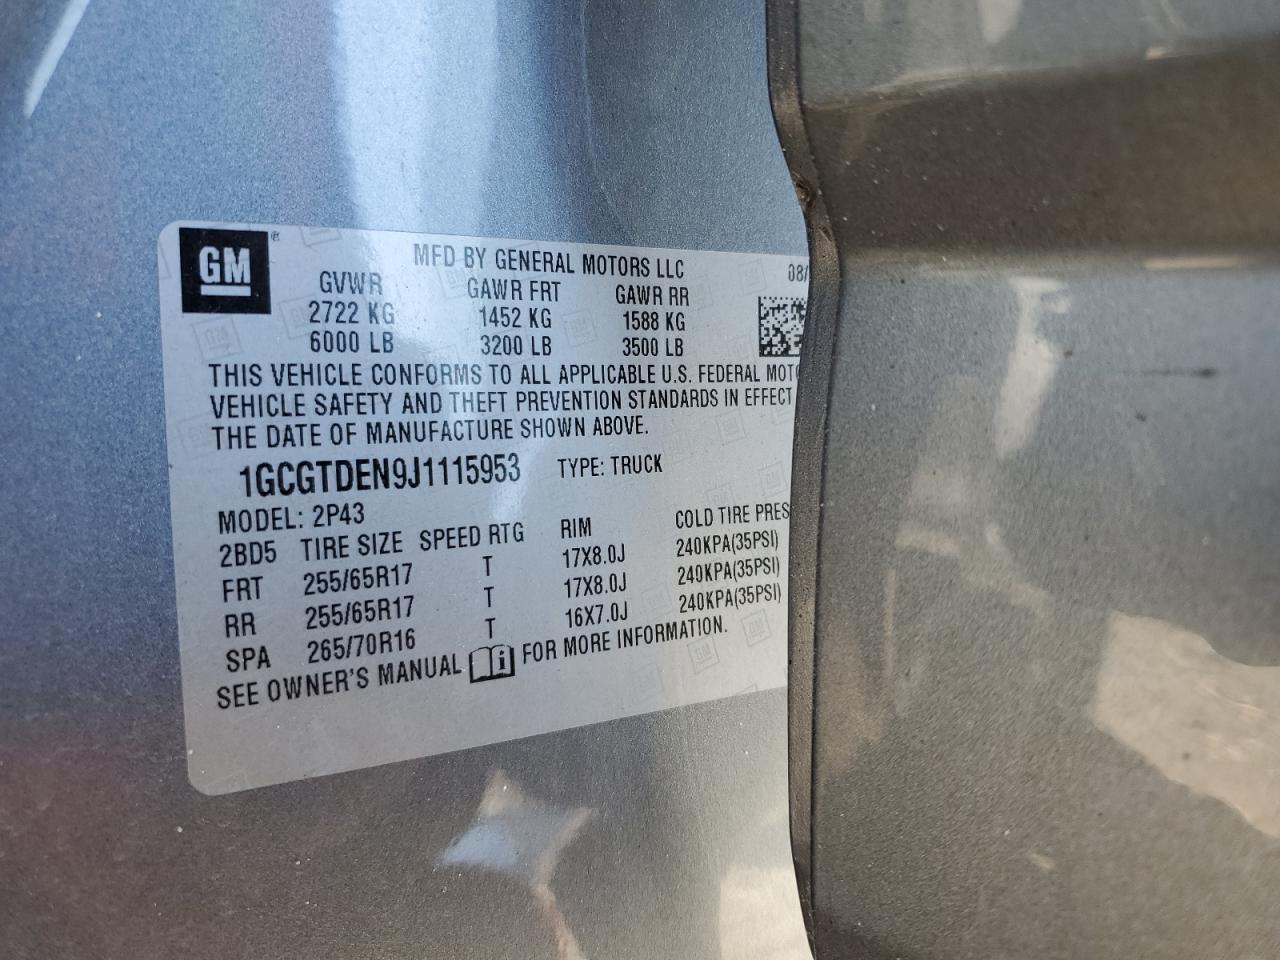 GM ®
MFD BY GENERAL MOTORS LLC 08/
GVWR GAWR FRT GAWR RR
2722 KG 1452 KG 1588 KG
6000 LB 3200 LB 3500 LB
THIS VEHICLE CONFORMS TO ALL APPLICABLE U.S. FEDERAL MOTO
VEHICLE SAFETY AND THEFT PREVENTION STANDARDS IN EFFECT
THE DATE OF MANUFACTURE SHOWN ABOVE.
1GCGTDEN9J1115953 TYPE: TRUCK
MODEL: 2P43
2BD5 TIRE SIZE SPEED RTG RIM COLD TIRE PRES
FRT 255/65R17 T 17X8.0J 240KPA(35PSI)
RR 255/65R17 T 17X8.0J 240KPA(35PSI)
SPA 265/70R16 T 16X7.0J 240KPA(35PSI)
SEE OWNER'S MANUAL i FOR MORE INFORMATION.